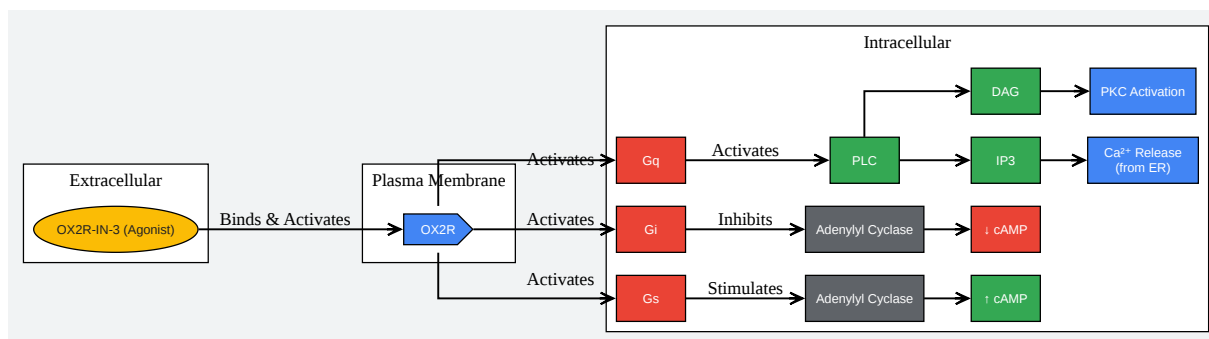 Intracellular
DAG
PKC Activation
Activates
Gq
Activates
PLC
IP3
Ca²⁺ Release
(from ER)
Extracellular
Plasma Membrane
OX2R-IN-3 (Agonist)
Binds & Activates
OX2R
Activates
Gi
Inhibits
Adenylyl Cyclase
↓ cAMP
Activates
Gs
Stimulates
Adenylyl Cyclase
↑ cAMP